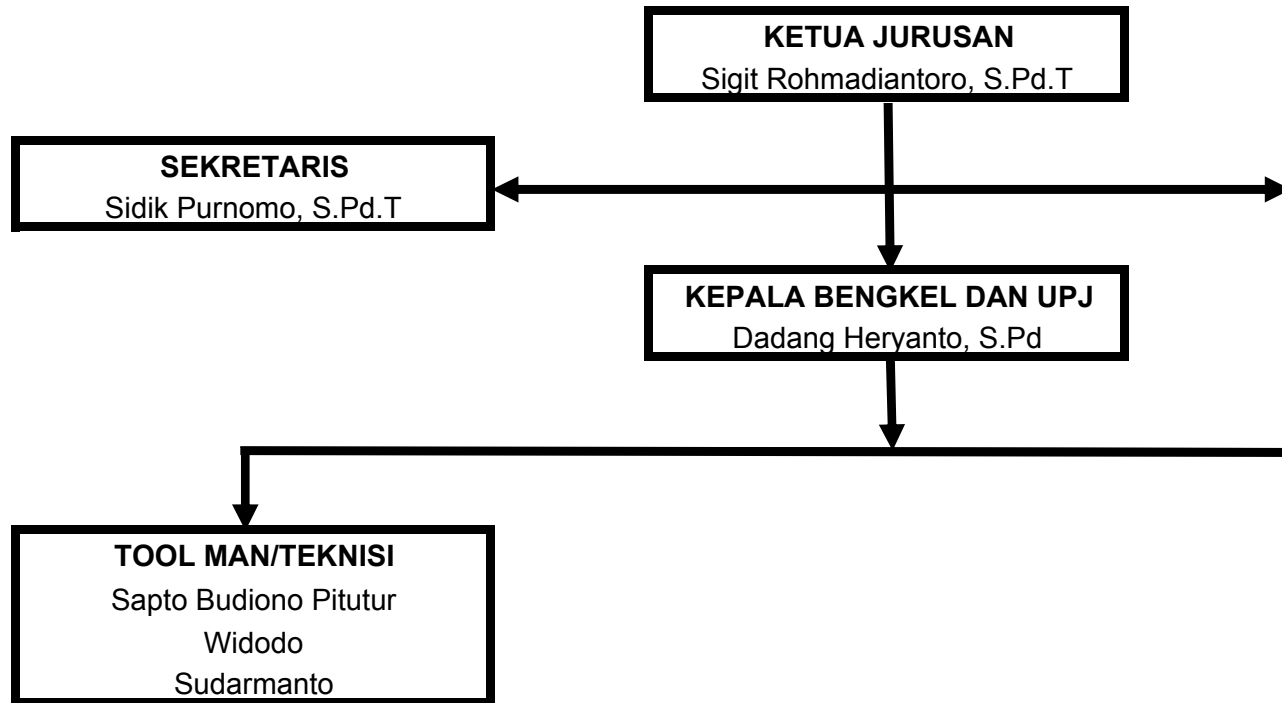 KETUA JURUSAN
Sigit Rohmadiantoro, S.Pd.T
SEKRETARIS
Sidik Purnomo, S.Pd.T
KEPALA BENGKEL DAN UPJ
Dadang Heryanto, S.Pd
TOOL MAN/TEKNISI
Sapto Budiono Pitutur
Widodo
Sudarmanto